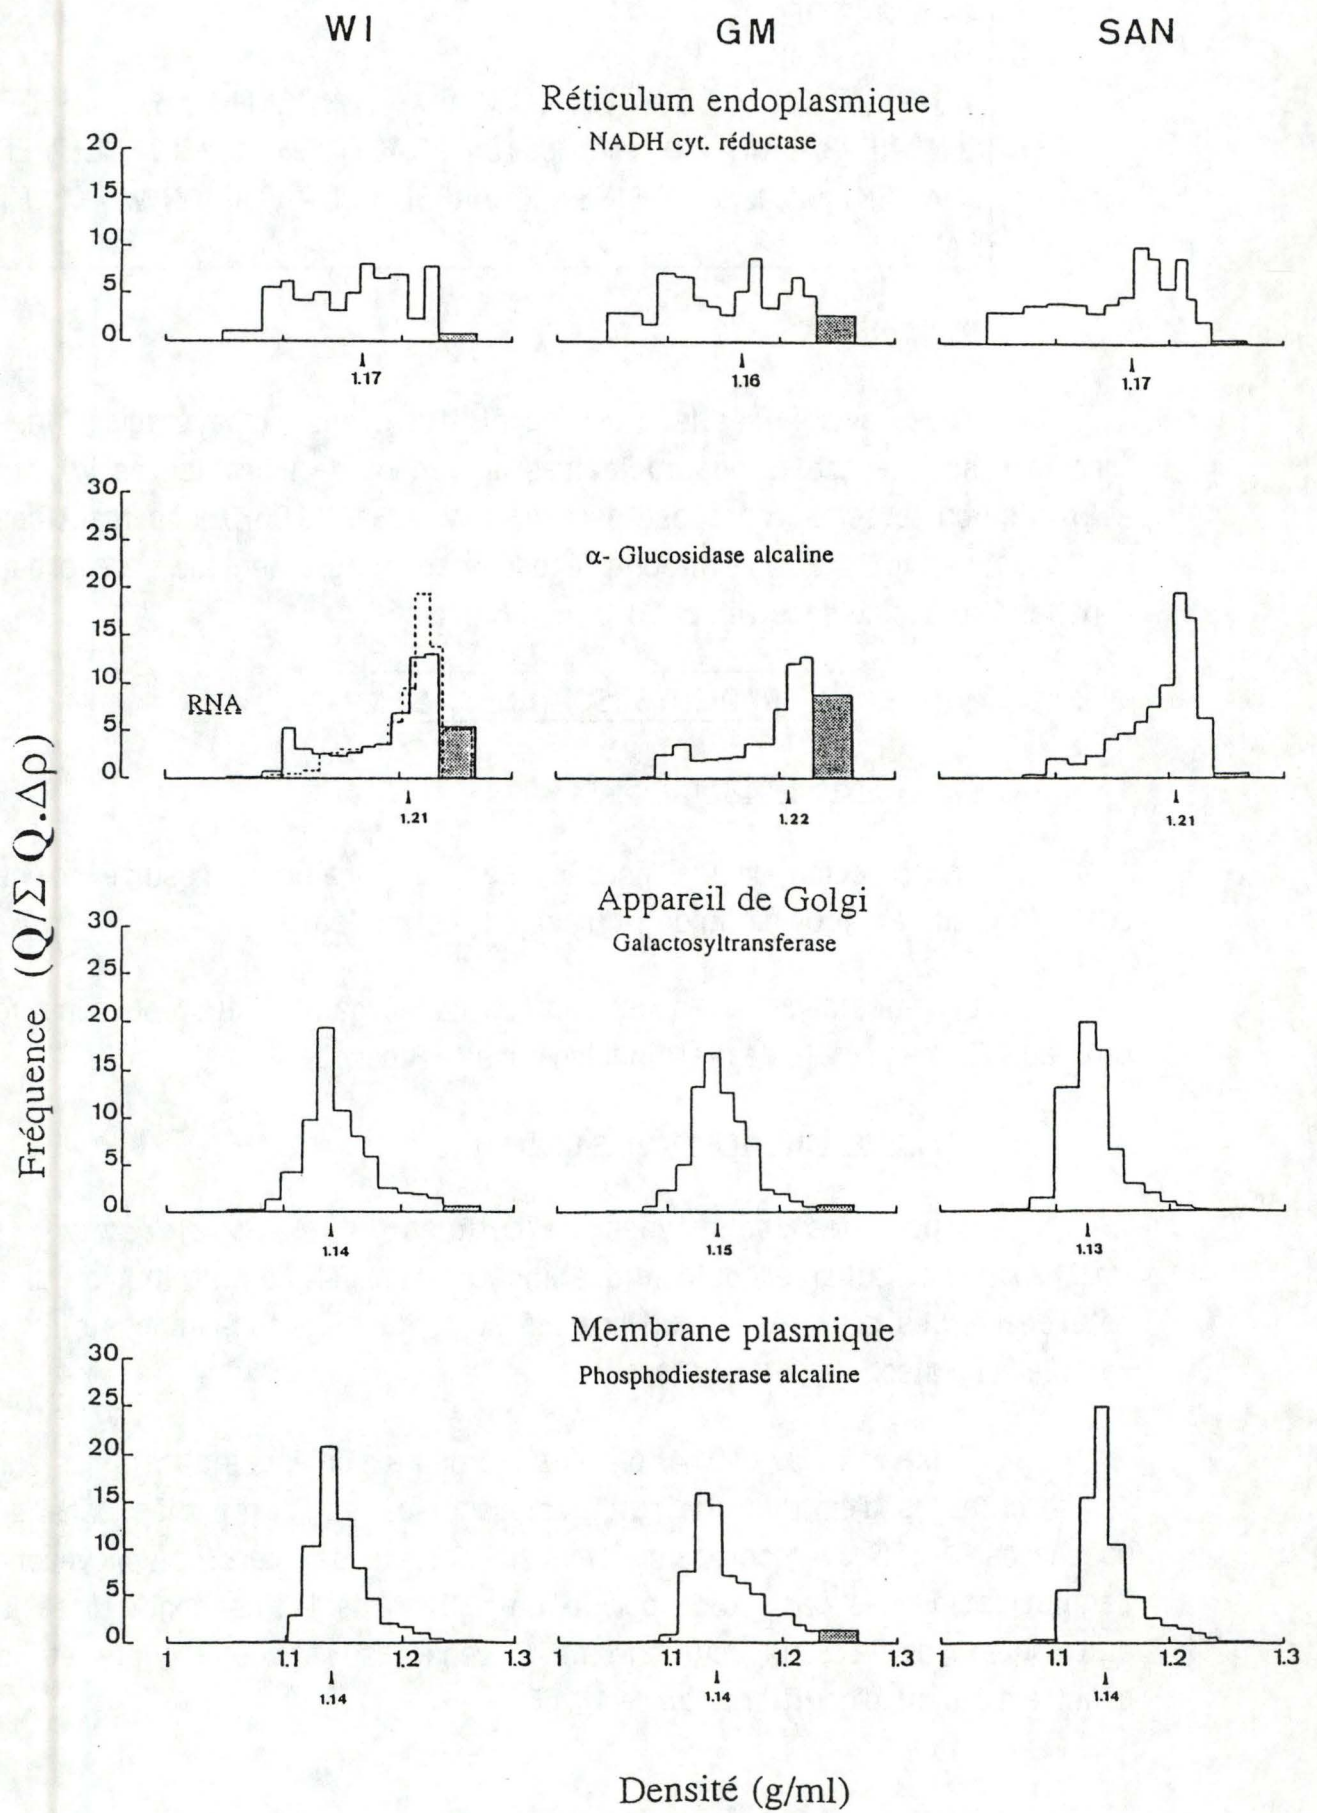 WI GM SAN
Réticulum endoplasmique
NADH cyt. réductase
20
15
10
5
0
1.17 1.16 1.17
30
25
20
15
10
5
0
α- Glucosidase alcaline
RNA
1.21 1.22 1.21
Appareil de Golgi
Galactosyltransferase
30
25
20
15
10
5
0
1.14 1.15 1.13
Membrane plasmique
Phosphodiesterase alcaline
30
25
20
15
10
5
0
1 1.1 1.2 1.3 1 1.1 1.2 1.3 1 1.1 1.2 1.3
1.14 1.14 1.14
Fréquence (Q/Σ Q.Δρ)
Densité (g/ml)